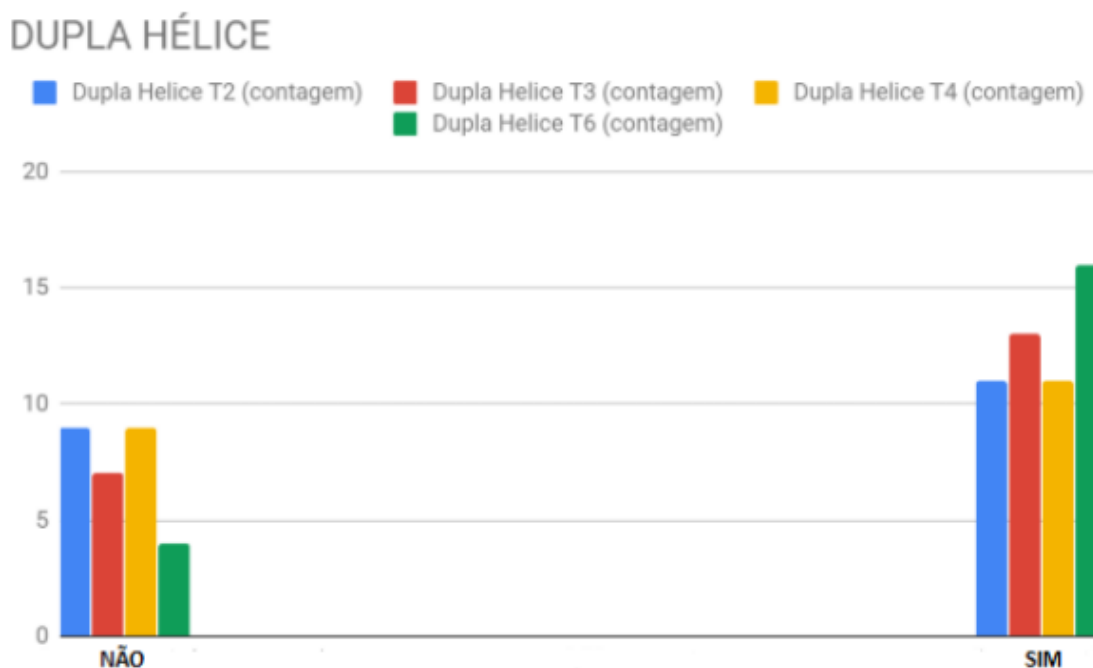 DUPLA HÉLICE
Dupla Helice T2 (contagem) Dupla Helice T3 (contagem) Dupla Helice T4 (contagem)
Dupla Helice T6 (contagem)
20
15
10
5
0
NÃO SIM